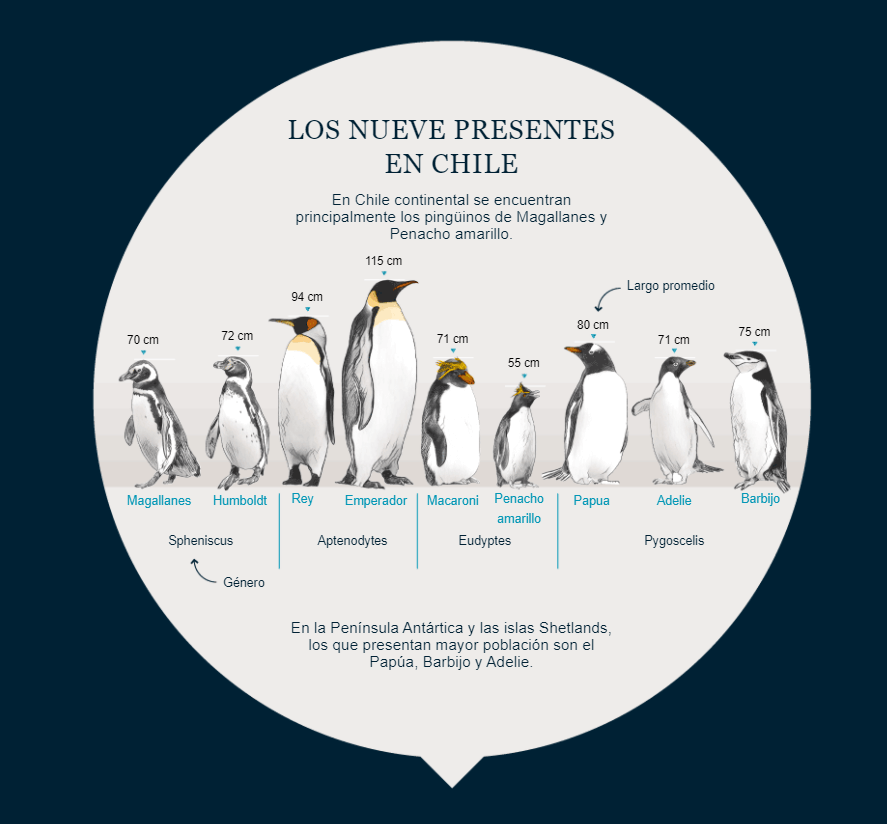 LOS NUEVE PRESENTES
EN CHILE
En Chile continental se encuentran
principalmente los pingüinos de Magallanes y
Penacho amarillo.
115 cm
Largo promedio
94 cm
80 cm
75 cm
72 cm
70 cm
71 cm
71 cm
55 cm
Magallanes
Humboldt
Rey
Emperador
Macaroni
Penacho
amarillo
Papua
Adelie
Barbijo
Spheniscus
Aptenodytes
Eudyptes
Pygoscelis
Género
En la Península Antártica y las islas Shetlands,
los que presentan mayor población son el
Papúa, Barbijo y Adelie.